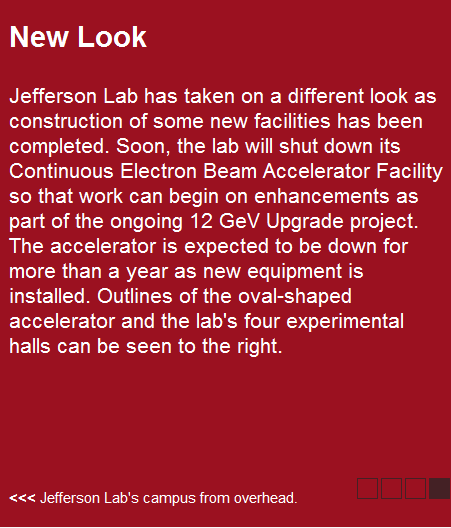 New Look
Jefferson Lab has taken on a different look as
construction of some new facilities has been
completed. Soon, the lab will shut down its
Continuous Electron Beam Accelerator Facility
so that work can begin on enhancements as
part of the ongoing 12 GeV Upgrade project.
The accelerator is expected to be down for
more than a year as new equipment is
installed. Outlines of the oval-shaped
accelerator and the lab's four experimental
halls can be seen to the right.
<<< Jefferson Lab's campus from overhead.